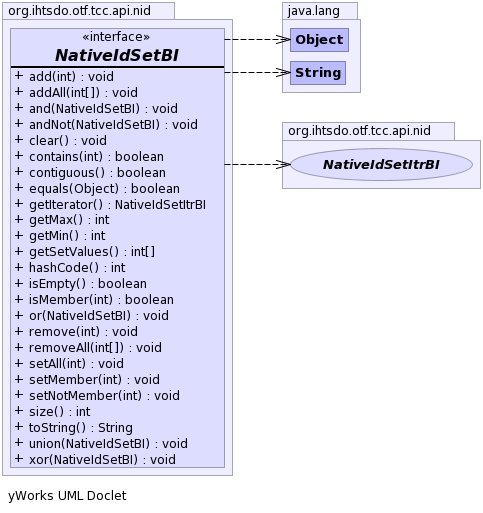 org.ihtsdo.otf.tcc.api.nid
«interface»
NativeIdSetBI
+ add(int) : void
+ addAll(int[]) : void
+ and(NativeIdSetBI) : void
+ andNot(NativeIdSetBI) : void
+ clear() : void
+ contains(int) : boolean
+ contiguous() : boolean
+ equals(Object) : boolean
+ getIterator() : NativeIdSetItrBI
+ getMax() : int
+ getMin() : int
+ getSetValues() : int[]
+ hashCode() : int
+ isEmpty() : boolean
+ isMember(int) : boolean
+ or(NativeIdSetBI) : void
+ remove(int) : void
+ removeAll(int[]) : void
+ setAll(int) : void
+ setMember(int) : void
+ setNotMember(int) : void
+ size() : int
+ toString() : String
+ union(NativeIdSetBI) : void
+ xor(NativeIdSetBI) : void
java.lang
Object
String
org.ihtsdo.otf.tcc.api.nid
NativeIdSetItrBI
yWorks UML Doclet